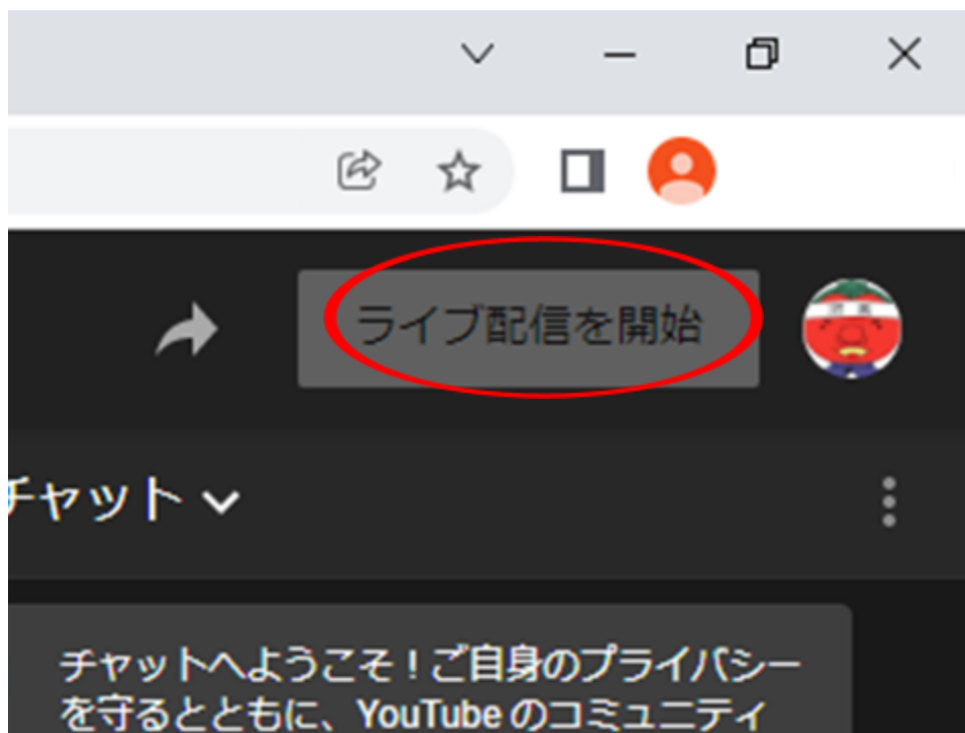 ライブ配信を開始
チャット
チャットへようこそ！ご自身のプライバシー
を守るとともに、YouTube のコミュニティ